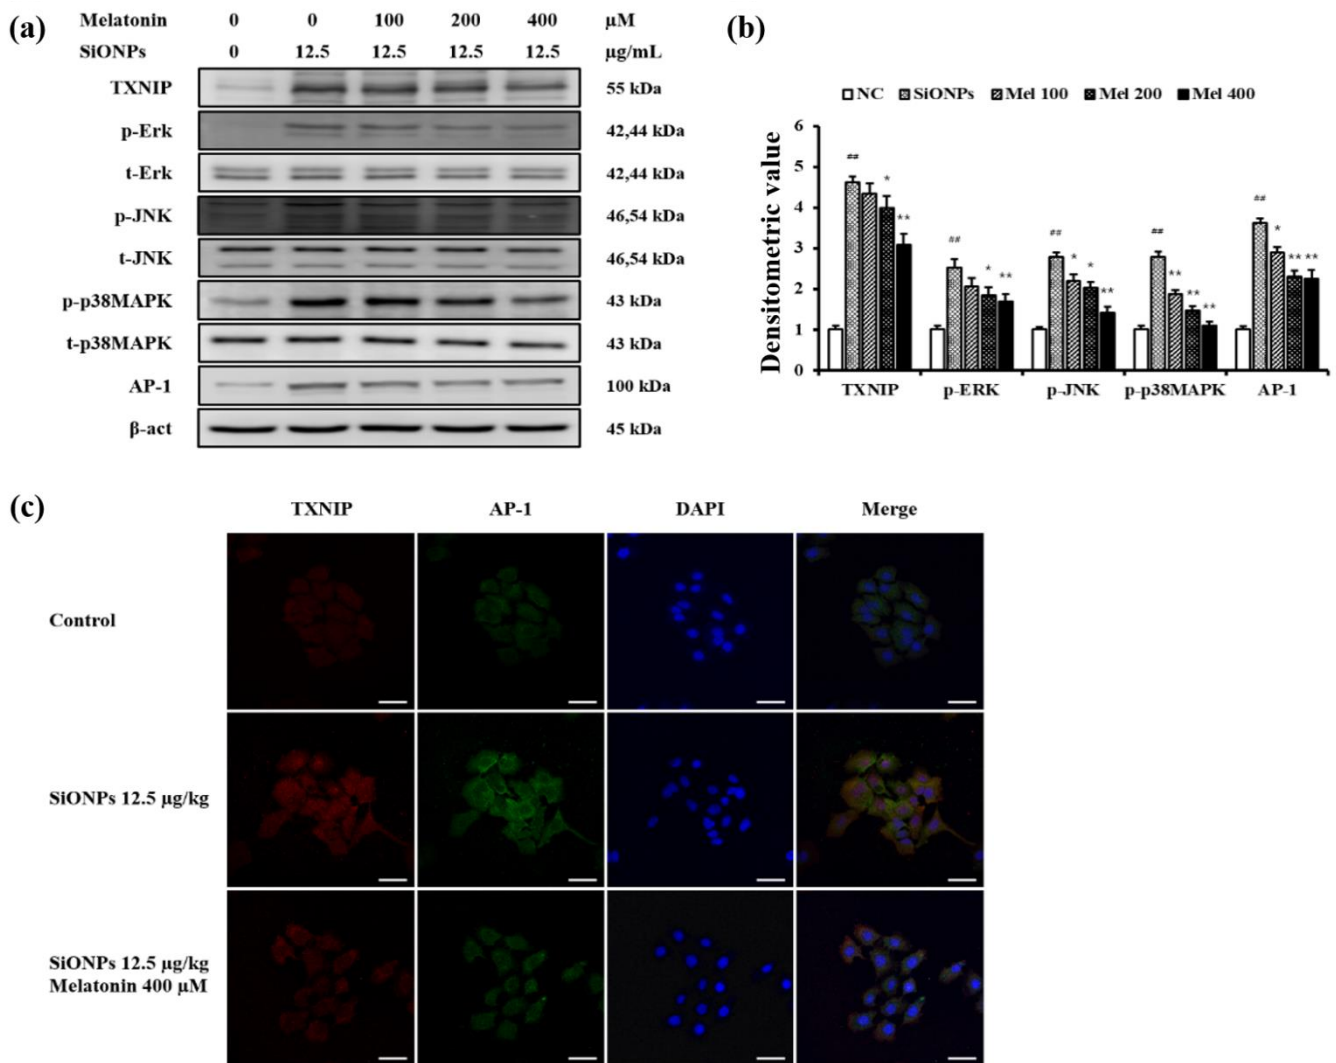 (a)
Melatonin 0 0 100 200 400 µM
SiONPs 0 12.5 12.5 12.5 12.5 µg/mL
TXNIP 55 kDa
p-Erk 42,44 kDa
t-Erk 42,44 kDa
p-JNK 46,54 kDa
t-JNK 46,54 kDa
p-p38MAPK 43 kDa
t-p38MAPK 43 kDa
AP-1 100 kDa
β-act 45 kDa
(b)
NC SiONPs Mel 100 Mel 200 Mel 400
Densitometric value
6
5
4
3
2
1
0
## * **
## * **
## * * **
## ** ** **
## * ** **
TXNIP p-ERK p-JNK p-p38MAPK AP-1
(c)
TXNIP AP-1 DAPI Merge
Control
SiONPs 12.5 µg/kg
SiONPs 12.5 µg/kg
Melatonin 400 µM